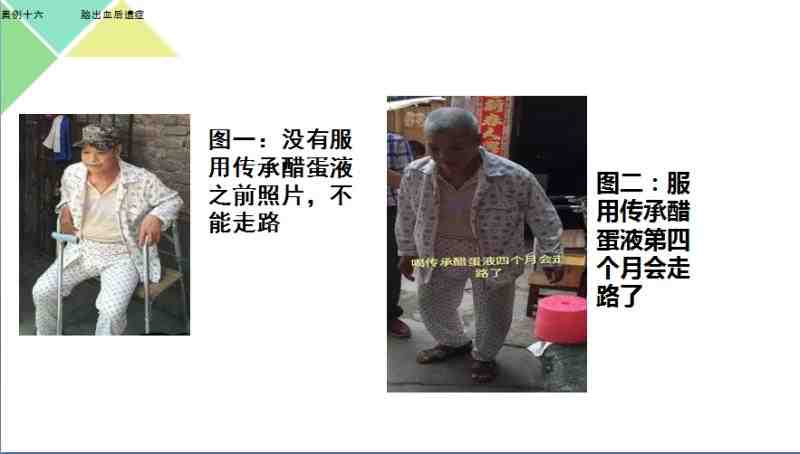 案例十六 脑出血后遗症
图一：没有服
用传承醋蛋液
之前照片，不
能走路
新春人
喝传承醋蛋液四个月会走
路了
图二：服
用传承醋
蛋液第四
个月会走
路了